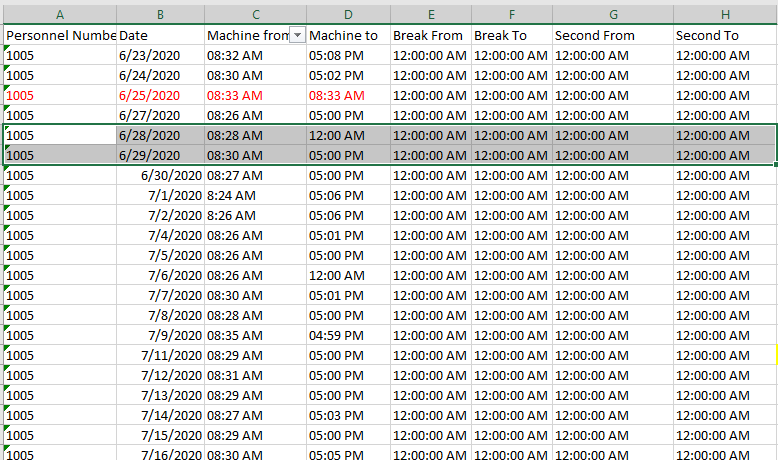 A B C D E F G H
Personnel Numbe Date Machine from Machine to Break From Break To Second From Second To
1005 6/23/2020 08:32 AM 05:08 PM 12:00:00 AM 12:00:00 AM 12:00:00 AM 12:00:00 AM
1005 6/24/2020 08:30 AM 05:02 PM 12:00:00 AM 12:00:00 AM 12:00:00 AM 12:00:00 AM
1005 6/25/2020 08:33 AM 08:33 AM 12:00:00 AM 12:00:00 AM 12:00:00 AM 12:00:00 AM
1005 6/27/2020 08:26 AM 05:00 PM 12:00:00 AM 12:00:00 AM 12:00:00 AM 12:00:00 AM
1005 6/28/2020 08:28 AM 12:00 AM 12:00:00 AM 12:00:00 AM 12:00:00 AM 12:00:00 AM
1005 6/29/2020 08:30 AM 05:00 PM 12:00:00 AM 12:00:00 AM 12:00:00 AM 12:00:00 AM
1005 6/30/2020 08:27 AM 05:00 PM 12:00:00 AM 12:00:00 AM 12:00:00 AM 12:00:00 AM
1005 7/1/2020 8:24 AM 05:06 PM 12:00:00 AM 12:00:00 AM 12:00:00 AM 12:00:00 AM
1005 7/2/2020 8:26 AM 05:06 PM 12:00:00 AM 12:00:00 AM 12:00:00 AM 12:00:00 AM
1005 7/4/2020 08:26 AM 05:01 PM 12:00:00 AM 12:00:00 AM 12:00:00 AM 12:00:00 AM
1005 7/5/2020 08:26 AM 05:00 PM 12:00:00 AM 12:00:00 AM 12:00:00 AM 12:00:00 AM
1005 7/6/2020 08:26 AM 12:00 AM 12:00:00 AM 12:00:00 AM 12:00:00 AM 12:00:00 AM
1005 7/7/2020 08:30 AM 05:01 PM 12:00:00 AM 12:00:00 AM 12:00:00 AM 12:00:00 AM
1005 7/8/2020 08:28 AM 05:00 PM 12:00:00 AM 12:00:00 AM 12:00:00 AM 12:00:00 AM
1005 7/9/2020 08:35 AM 04:59 PM 12:00:00 AM 12:00:00 AM 12:00:00 AM 12:00:00 AM
1005 7/11/2020 08:29 AM 05:00 PM 12:00:00 AM 12:00:00 AM 12:00:00 AM 12:00:00 AM
1005 7/12/2020 08:31 AM 05:00 PM 12:00:00 AM 12:00:00 AM 12:00:00 AM 12:00:00 AM
1005 7/13/2020 08:29 AM 05:00 PM 12:00:00 AM 12:00:00 AM 12:00:00 AM 12:00:00 AM
1005 7/14/2020 08:27 AM 05:03 PM 12:00:00 AM 12:00:00 AM 12:00:00 AM 12:00:00 AM
1005 7/15/2020 08:29 AM 05:00 PM 12:00:00 AM 12:00:00 AM 12:00:00 AM 12:00:00 AM
1005 7/16/2020 08:30 AM 05:05 PM 12:00:00 AM 12:00:00 AM 12:00:00 AM 12:00:00 AM